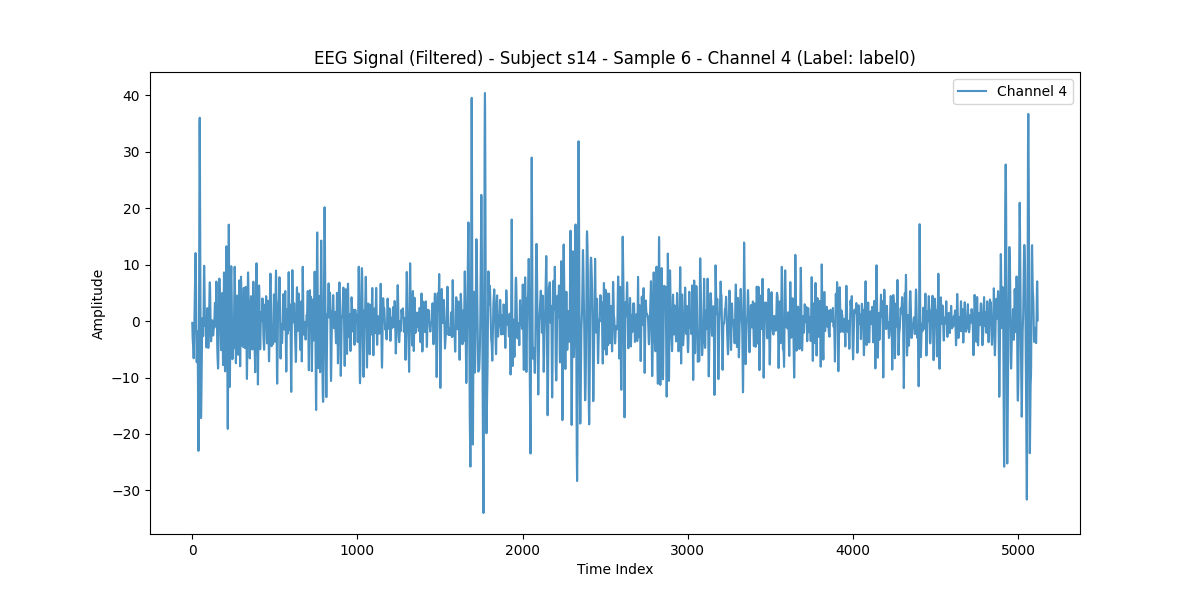 EEG Signal (Filtered) - Subject s14 - Sample 6 - Channel 4 (Label: label0)
Channel 4
Amplitude
40
30
20
10
0
−10
−20
−30
0 1000 2000 3000 4000 5000
Time Index